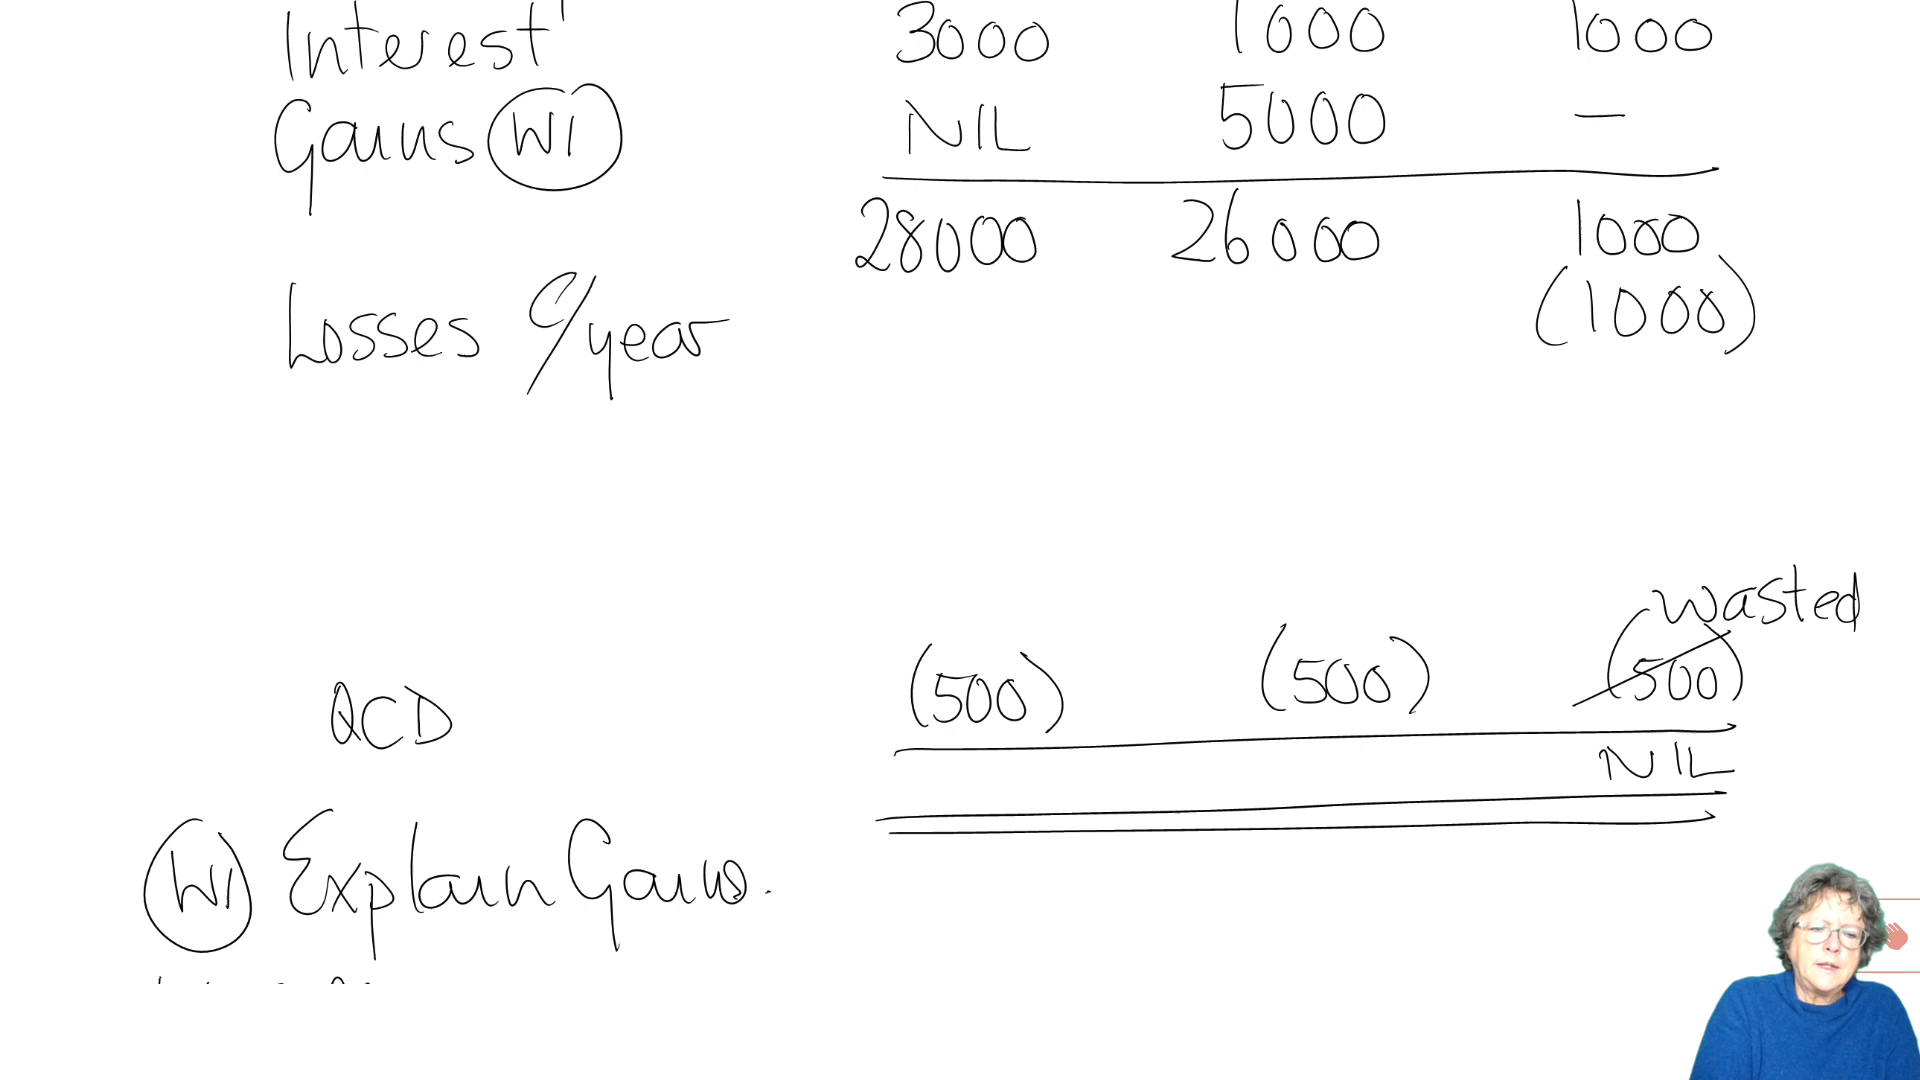 Interest 3000 1000 1000
Gains W1 NIL 5000 —
28000 26000 1000
Losses C/year (1000)
wasted
QCD (500) (500) (500)
NIL
W1 Explain Gains.